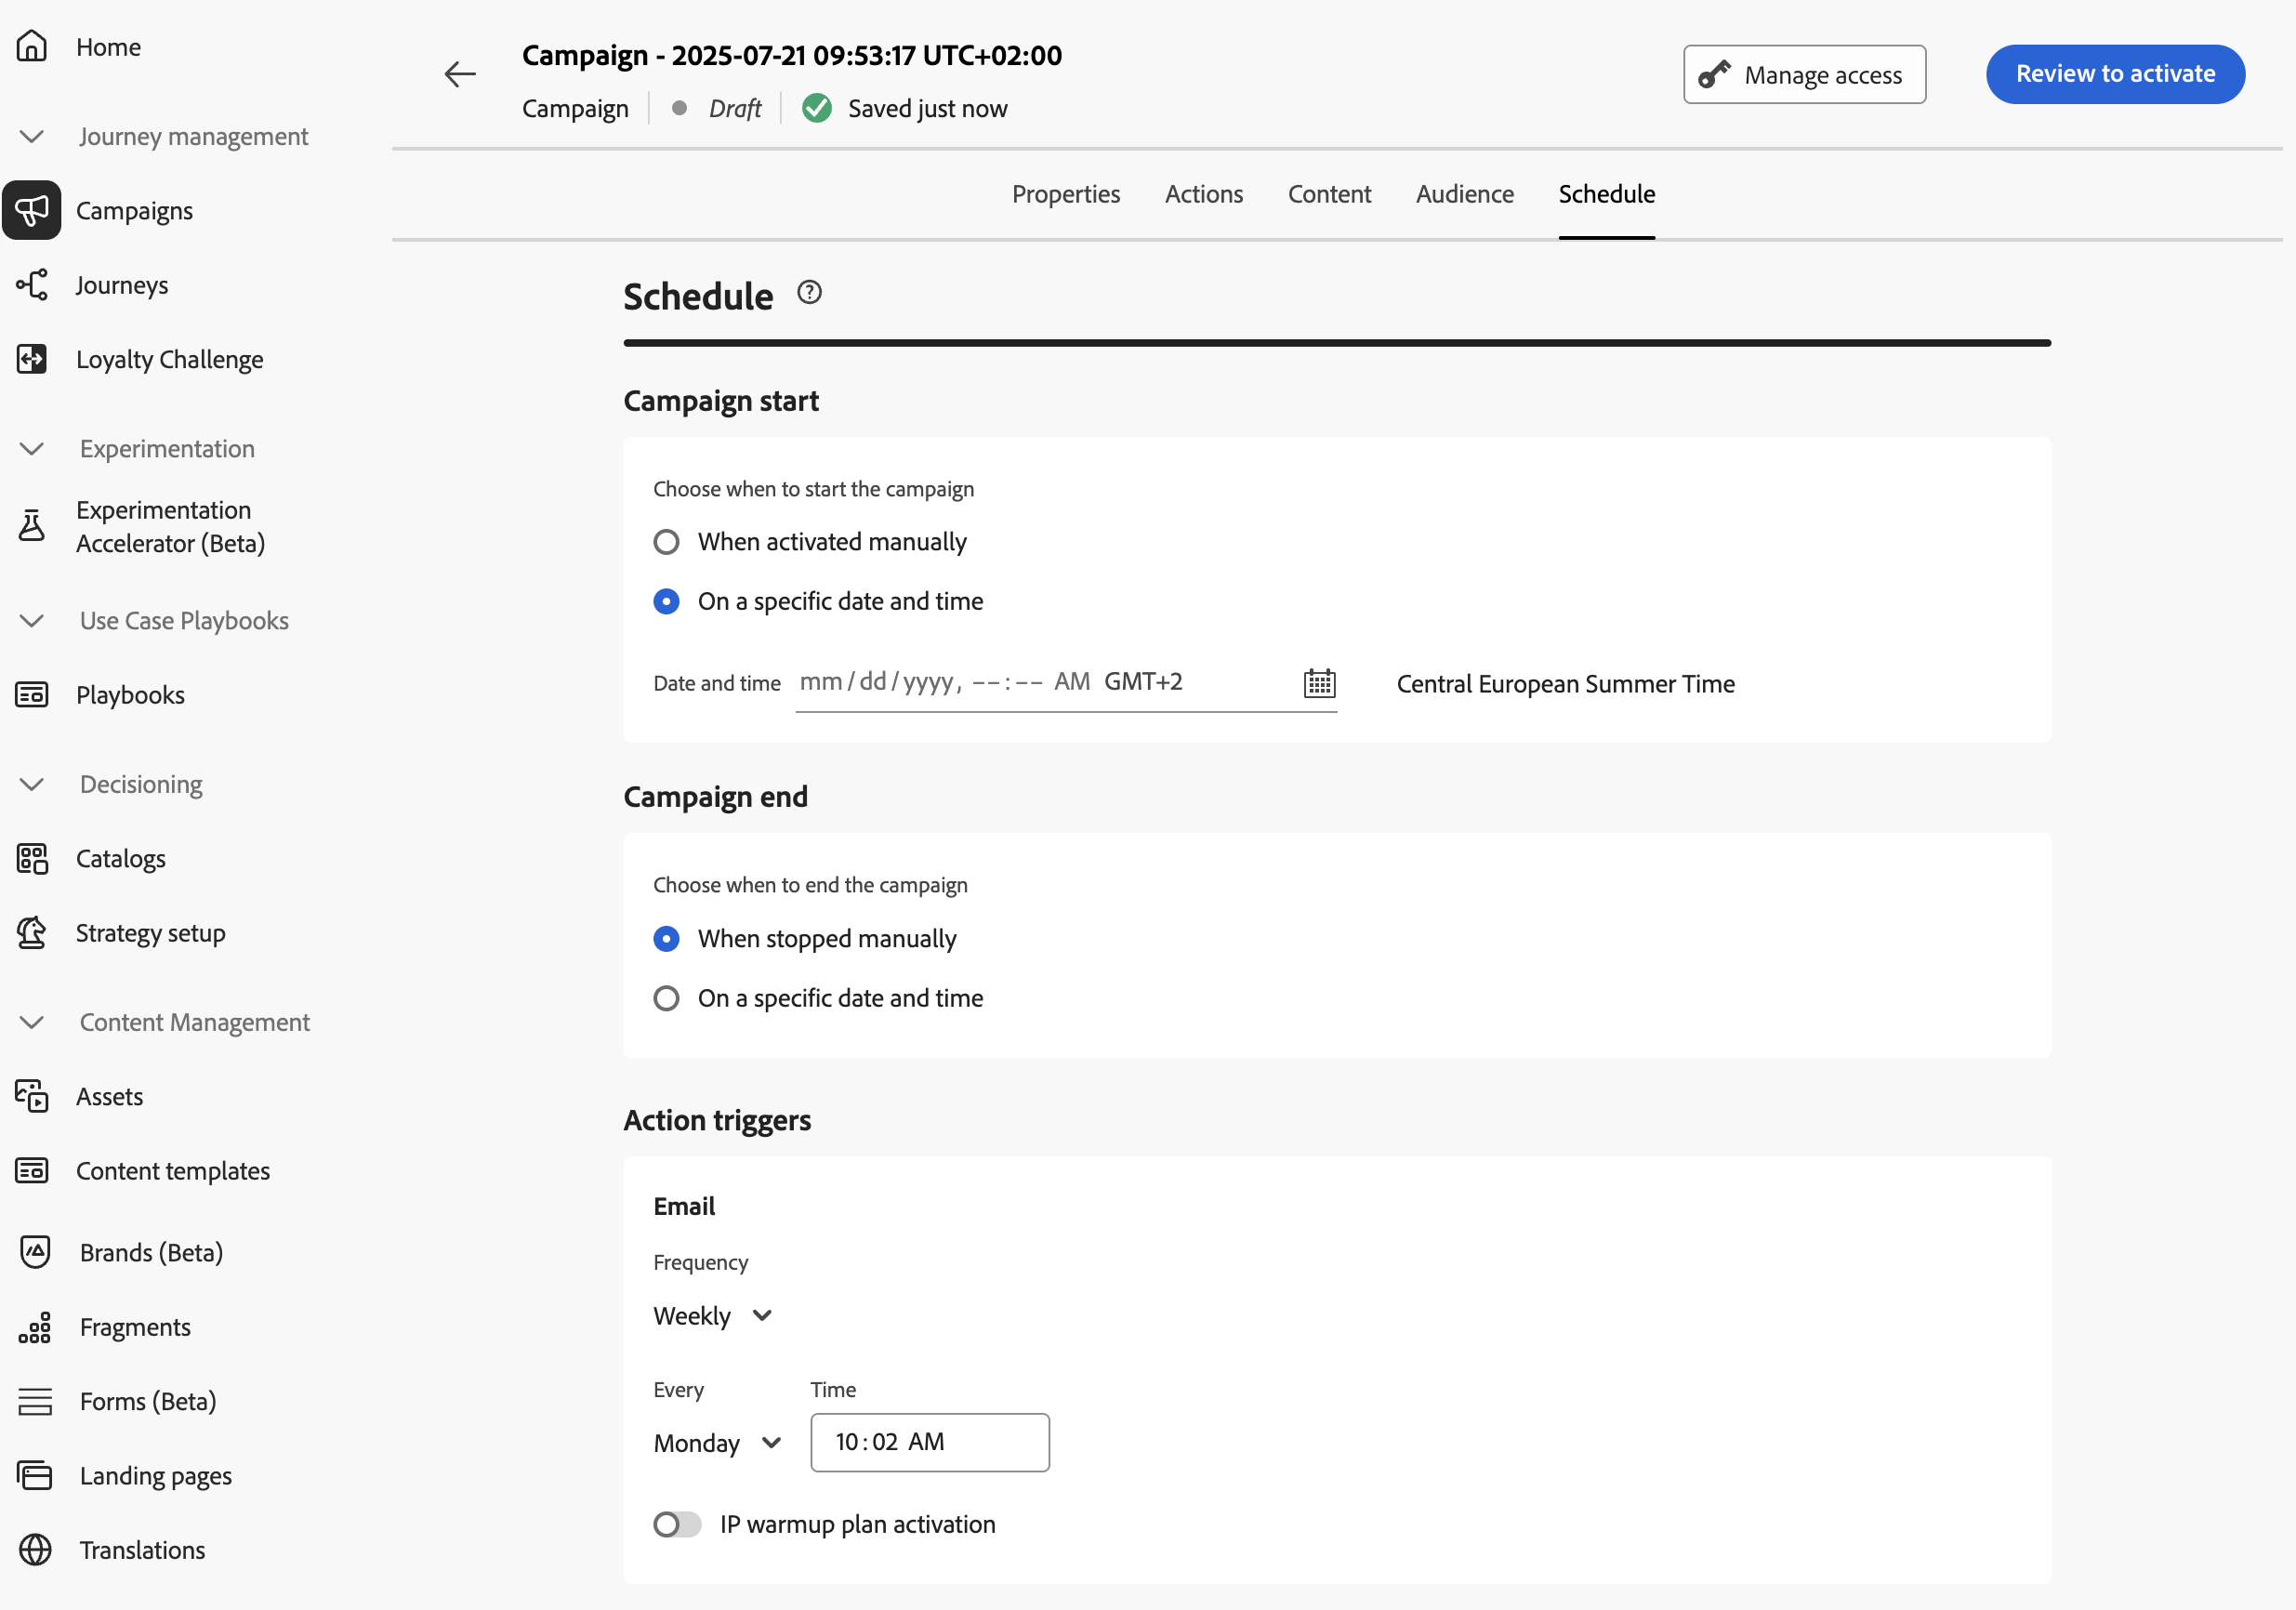 Home
Journey management
Campaigns
Journeys
Loyalty Challenge
Experimentation
Experimentation
Accelerator (Beta)
Use Case Playbooks
Playbooks
Decisioning
Catalogs
Strategy setup
Content Management
Assets
Content templates
Brands (Beta)
Fragments
Forms (Beta)
Landing pages
Translations
Campaign - 2025-07-21 09:53:17 UTC+02:00
Campaign Draft Saved just now
Manage access
Review to activate
Properties Actions Content Audience Schedule
Schedule
Campaign start
Choose when to start the campaign
When activated manually
On a specific date and time
Date and time mm/dd/yyyy, --:-- AM GMT+2 Central European Summer Time
Campaign end
Choose when to end the campaign
When stopped manually
On a specific date and time
Action triggers
Email
Frequency
Weekly
Every Time
Monday 10:02 AM
IP warmup plan activation